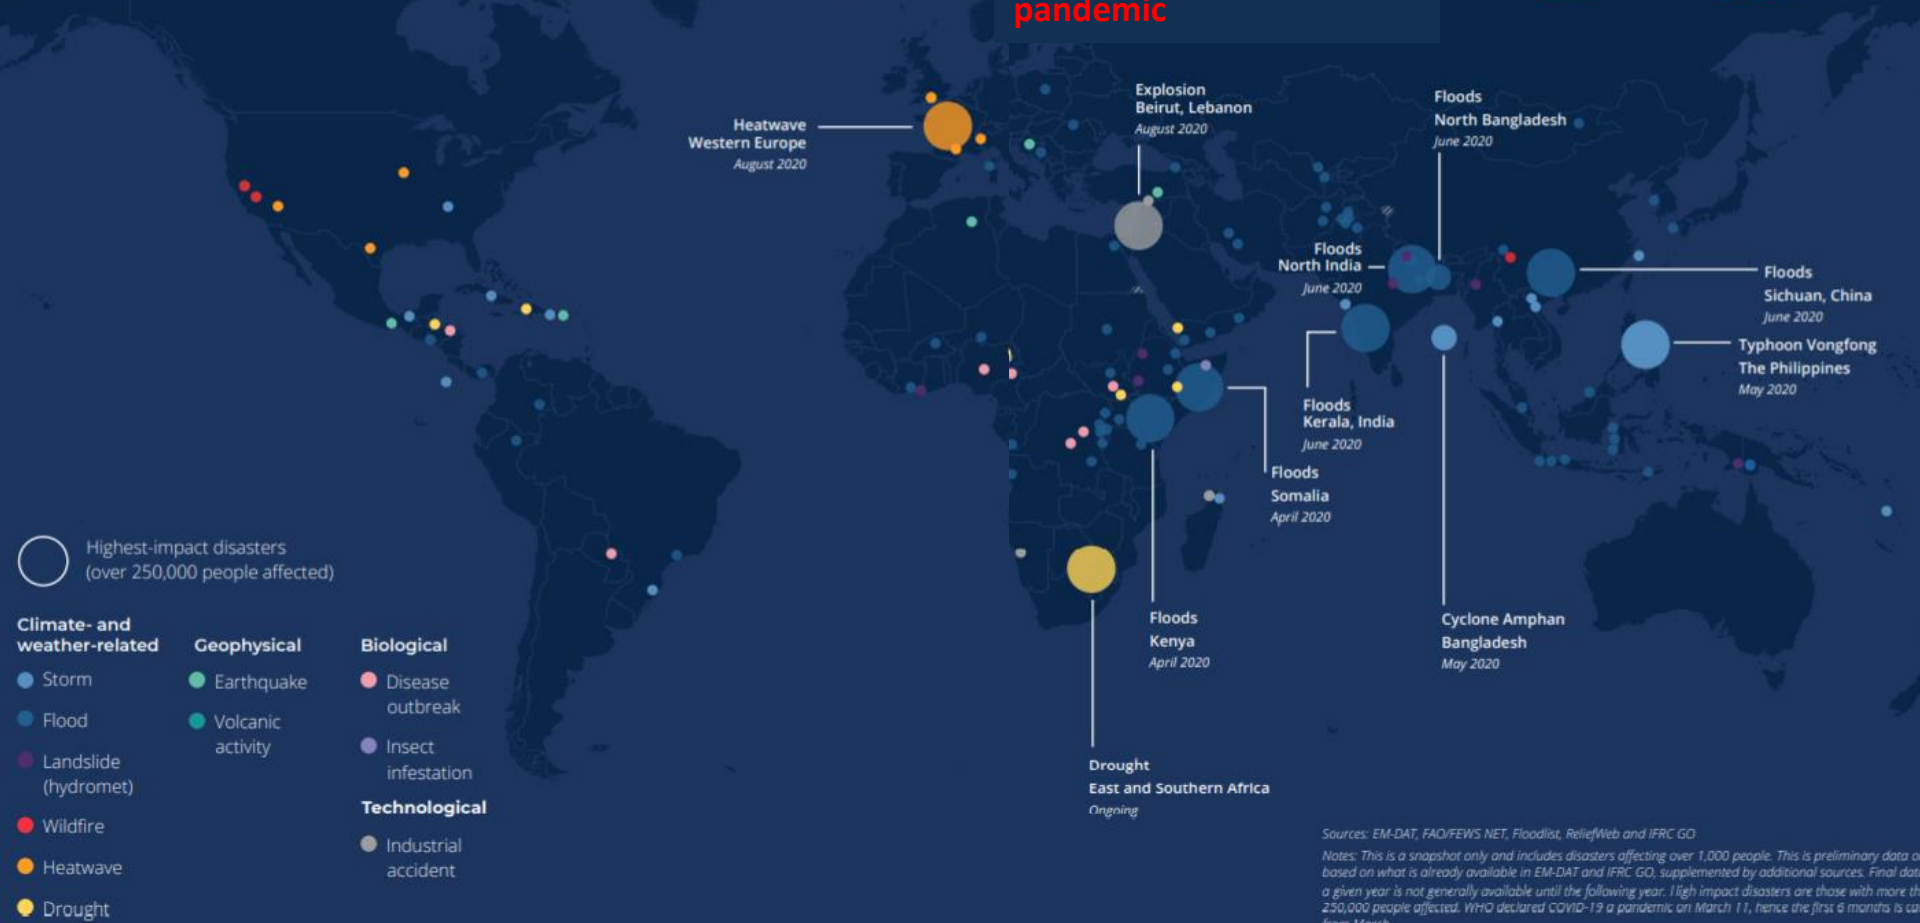 pandemic
Explosion
Beirut, Lebanon
August 2020
Floods
North Bangladesh
June 2020
Heatwave
Western Europe
August 2020
Floods
North India
June 2020
Floods
Sichuan, China
June 2020
Typhoon Vongfong
The Philippines
May 2020
Floods
Kerala, India
June 2020
Floods
Somalia
April 2020
Floods
Kenya
April 2020
Cyclone Amphan
Bangladesh
May 2020
Drought
East and Southern Africa
Ongoing
Highest-impact disasters
(over 250,000 people affected)
Climate- and
weather-related
Storm
Flood
Landslide
(hydromet)
Wildfire
Heatwave
Drought
Geophysical
Earthquake
Volcanic
activity
Biological
Disease
outbreak
Insect
infestation
Technological
Industrial
accident
Sources: EM-DAT, FAO/FEWS NET, Floodlist, ReliefWeb and IFRC GO
Notes: This is a snapshot only and includes disasters affecting over 1,000 people. This is preliminary data
based on what is already available in EM-DAT and IFRC GO, supplemented by additional sources. Final
a given year is not generally available until the following year. High impact disasters are those with more
250,000 people affected. WHO declared COVID-19 a pandemic on March 11, hence the first 6 months is